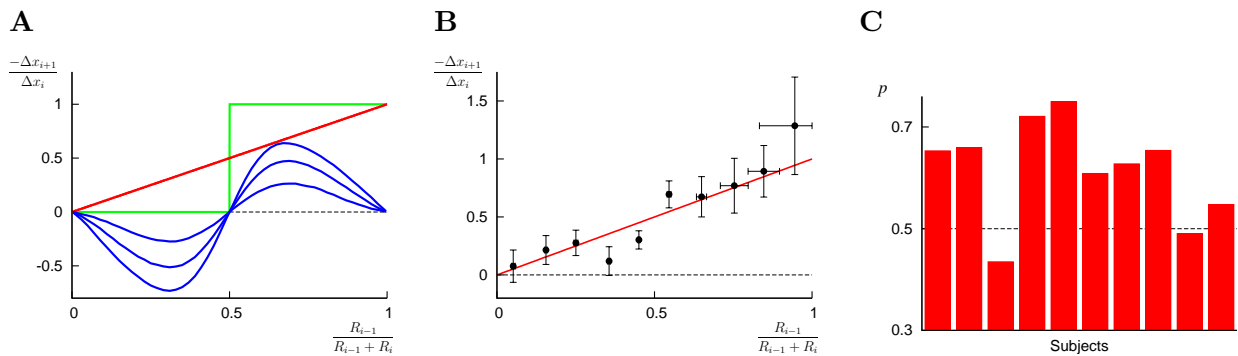 A
−Δx_{i+1}
Δx_i
1
0.5
0
-0.5
0
0.5
1
R_{i−1}
R_{i−1} + R_i
B
−Δx_{i+1}
Δx_i
1.5
1
0.5
0
0
0.5
1
R_{i−1}
R_{i−1} + R_i
C
p
0.7
0.5
0.3
Subjects